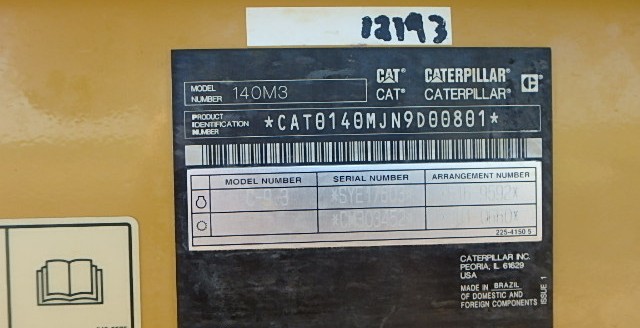 12193
CAT® CATERPILLAR®
MODEL NUMBER 140M3 CAT® CATERPILLAR®
PRODUCT IDENTIFICATION NUMBER *CAT0140MJN9D00801*
MODEL NUMBER SERIAL NUMBER ARRANGEMENT NUMBER
225-4150 5
CATERPILLAR INC.
PEORIA, IL 61629
USA
MADE IN BRAZIL
OF DOMESTIC AND
FOREIGN COMPONENTS
ISSUE 1